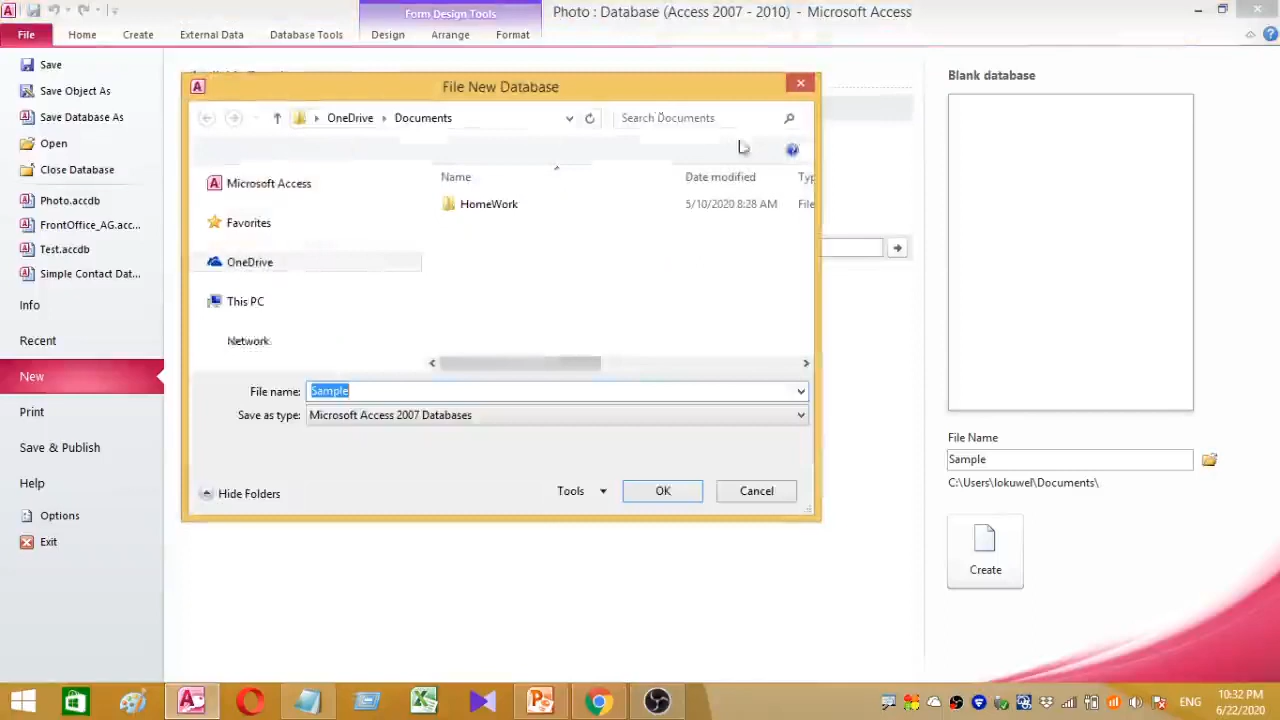 Form Design Tools
Photo : Database (Access 2007 - 2010) - Microsoft Access
File
Home
Create
External Data
Database Tools
Design
Arrange
Format
Save
Save Object As
Save Database As
Open
Close Database
Photo.accdb
FrontOffice_AG.acc...
Test.accdb
Simple Contact Dat...
Info
Recent
New
Print
Save & Publish
Help
Options
Exit
File New Database
OneDrive
Documents
Search Documents
Microsoft Access
Favorites
OneDrive
This PC
Network
Name
Date modified
Typ
HomeWork
5/10/2020 8:28 AM
File
File name:
Sample
Save as type:
Microsoft Access 2007 Databases
Hide Folders
Tools
OK
Cancel
Blank database
File Name
Sample
C:\Users\lokuwel\Documents\
Create
ENG
10:32 PM
6/22/2020